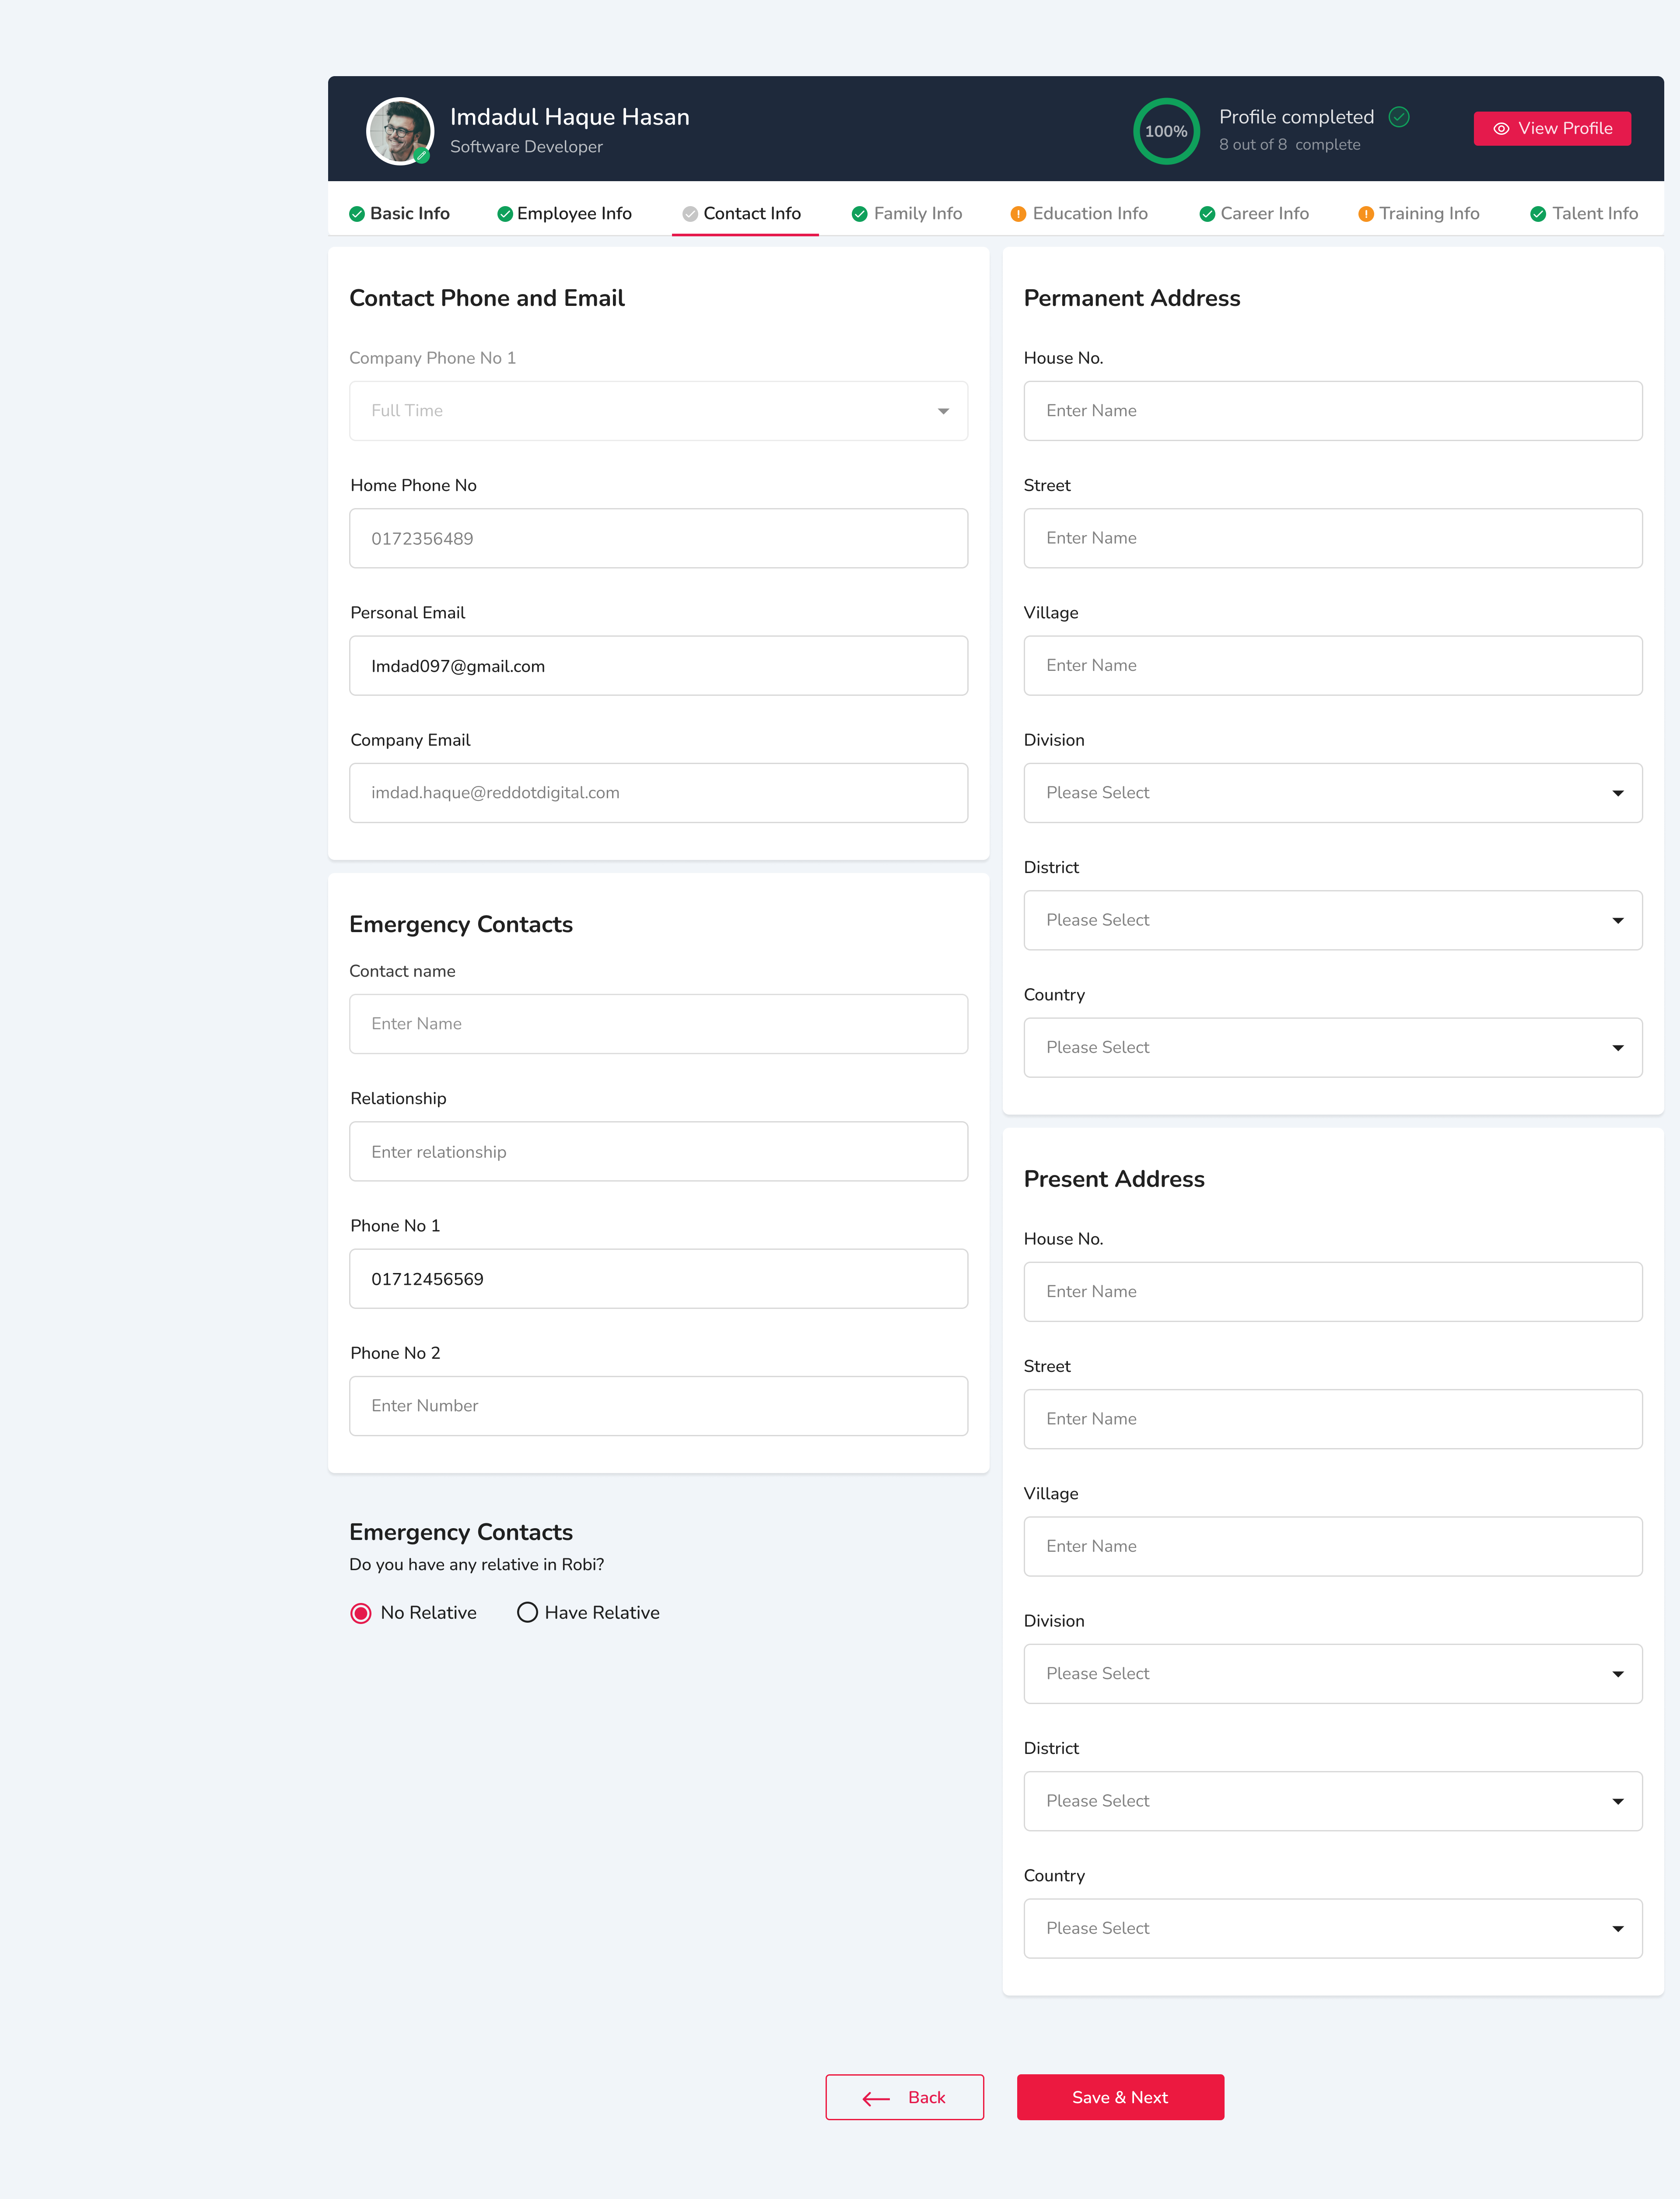 Imdadul Haque Hasan
Software Developer
100%
Profile completed
8 out of 8 complete
View Profile
Basic Info
Employee Info
Contact Info
Family Info
Education Info
Career Info
Training Info
Talent Info
Contact Phone and Email
Company Phone No 1
Full Time
Home Phone No
0172356489
Personal Email
Imdad097@gmail.com
Company Email
imdad.haque@reddotdigital.com
Emergency Contacts
Contact name
Enter Name
Relationship
Enter relationship
Phone No 1
01712456569
Phone No 2
Enter Number
Emergency Contacts
Do you have any relative in Robi?
No Relative
Have Relative
Permanent Address
House No.
Enter Name
Street
Enter Name
Village
Enter Name
Division
Please Select
District
Please Select
Country
Please Select
Present Address
House No.
Enter Name
Street
Enter Name
Village
Enter Name
Division
Please Select
District
Please Select
Country
Please Select
Back
Save & Next